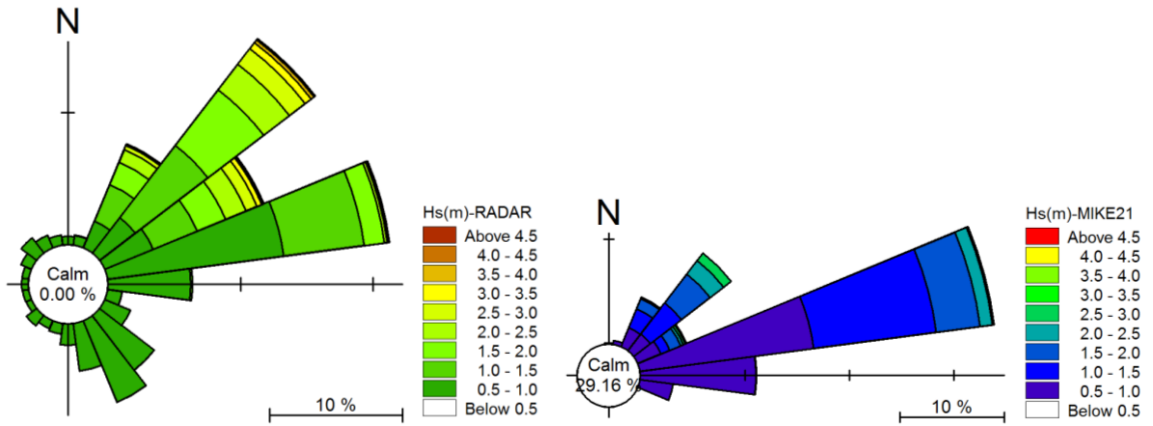 N
Calm
0.00 %
10 %
Hs(m)-RADAR
Above 4.5
4.0 - 4.5
3.5 - 4.0
3.0 - 3.5
2.5 - 3.0
2.0 - 2.5
1.5 - 2.0
1.0 - 1.5
0.5 - 1.0
Below 0.5
N
Calm
29.16 %
10 %
Hs(m)-MIKE21
Above 4.5
4.0 - 4.5
3.5 - 4.0
3.0 - 3.5
2.5 - 3.0
2.0 - 2.5
1.5 - 2.0
1.0 - 1.5
0.5 - 1.0
Below 0.5